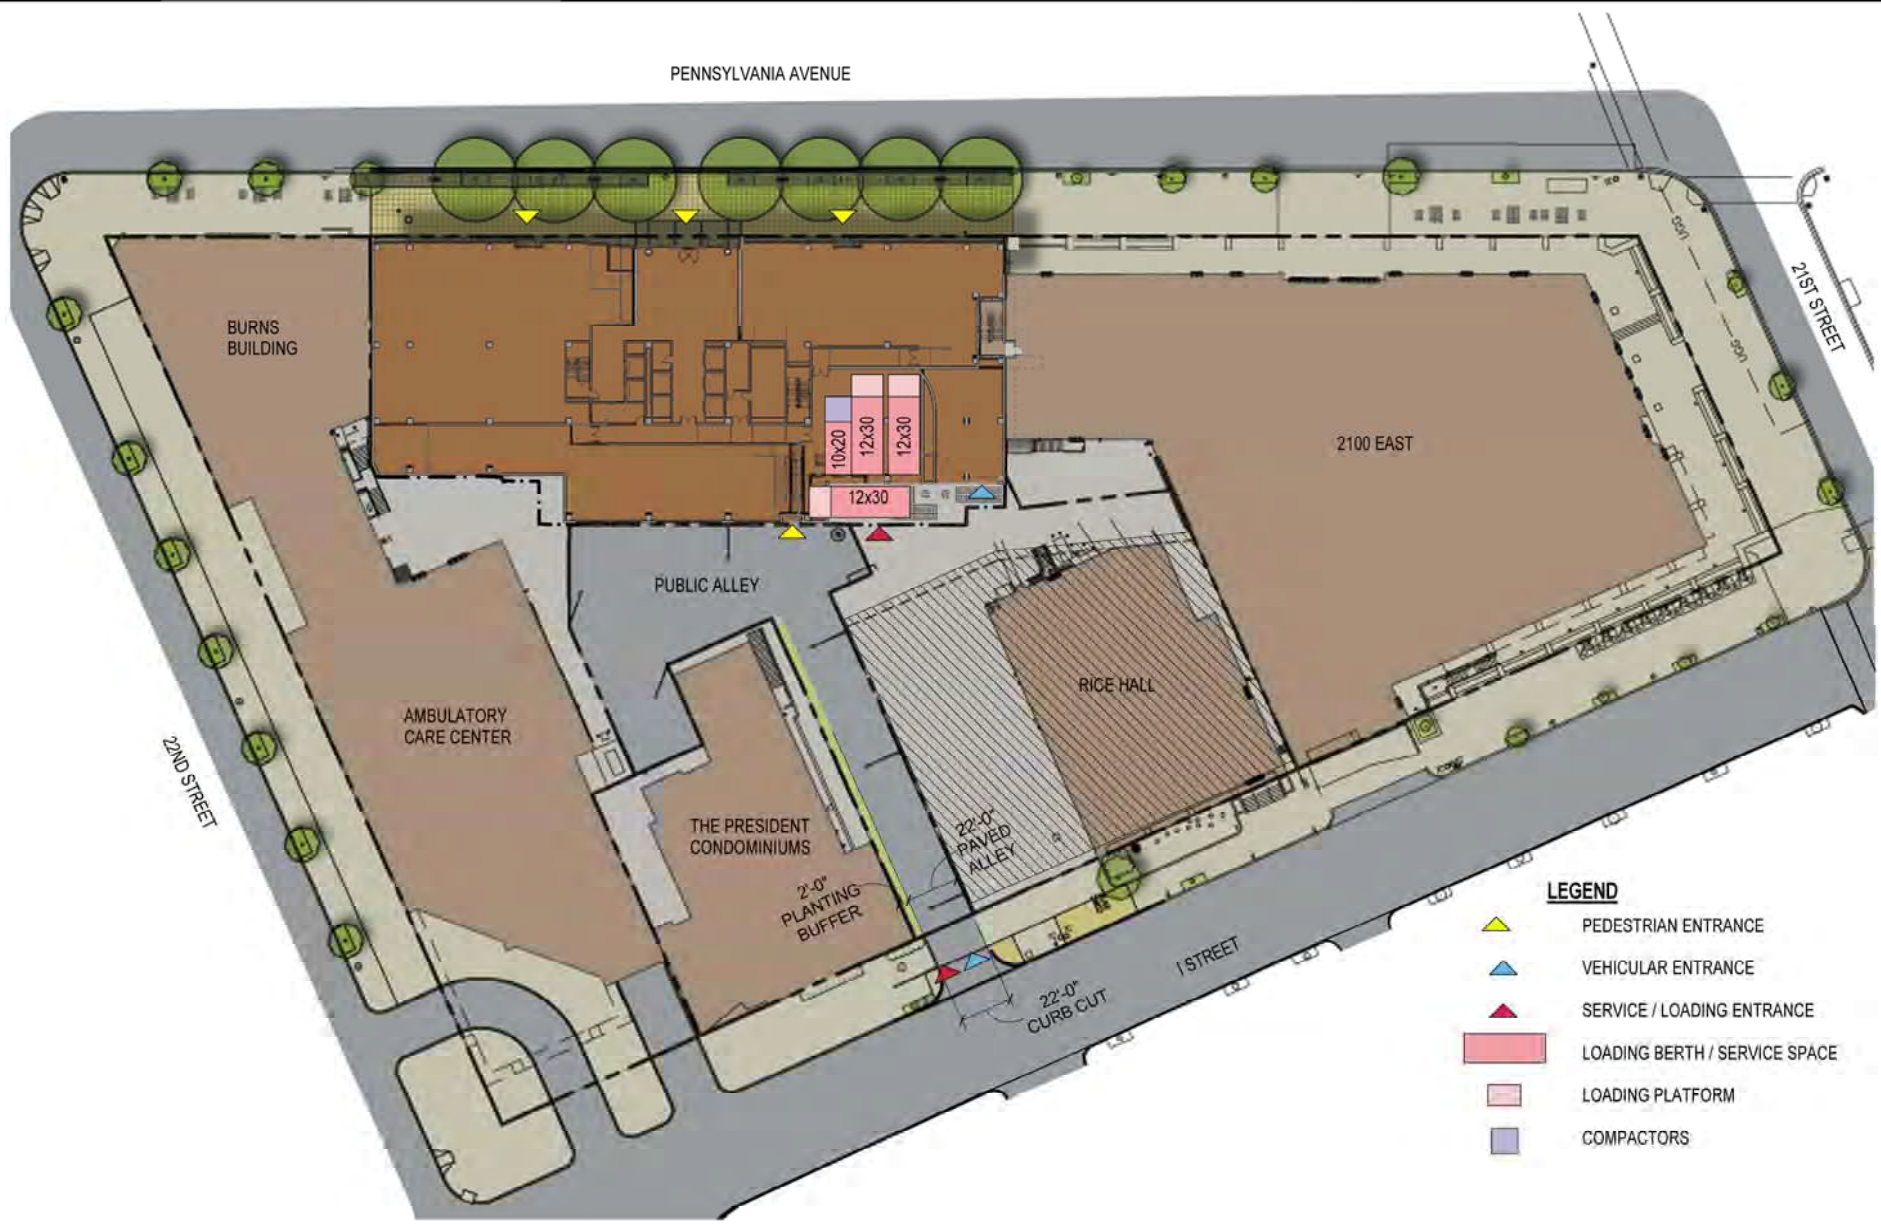 PENNSYLVANIA AVENUE
BURNS
BUILDING
21ST STREET
UGG
UGG
2100 EAST
10x20
12x30
12x30
12x30
PUBLIC ALLEY
RICE HALL
AMBULATORY
CARE CENTER
22ND STREET
THE PRESIDENT
CONDOMINIUMS
22'-0"
PAVED
ALLEY
2'-0"
PLANTING
BUFFER
I STREET
22'-0"
CURB CUT
LEGEND
PEDESTRIAN ENTRANCE
VEHICULAR ENTRANCE
SERVICE / LOADING ENTRANCE
LOADING BERTH / SERVICE SPACE
LOADING PLATFORM
COMPACTORS